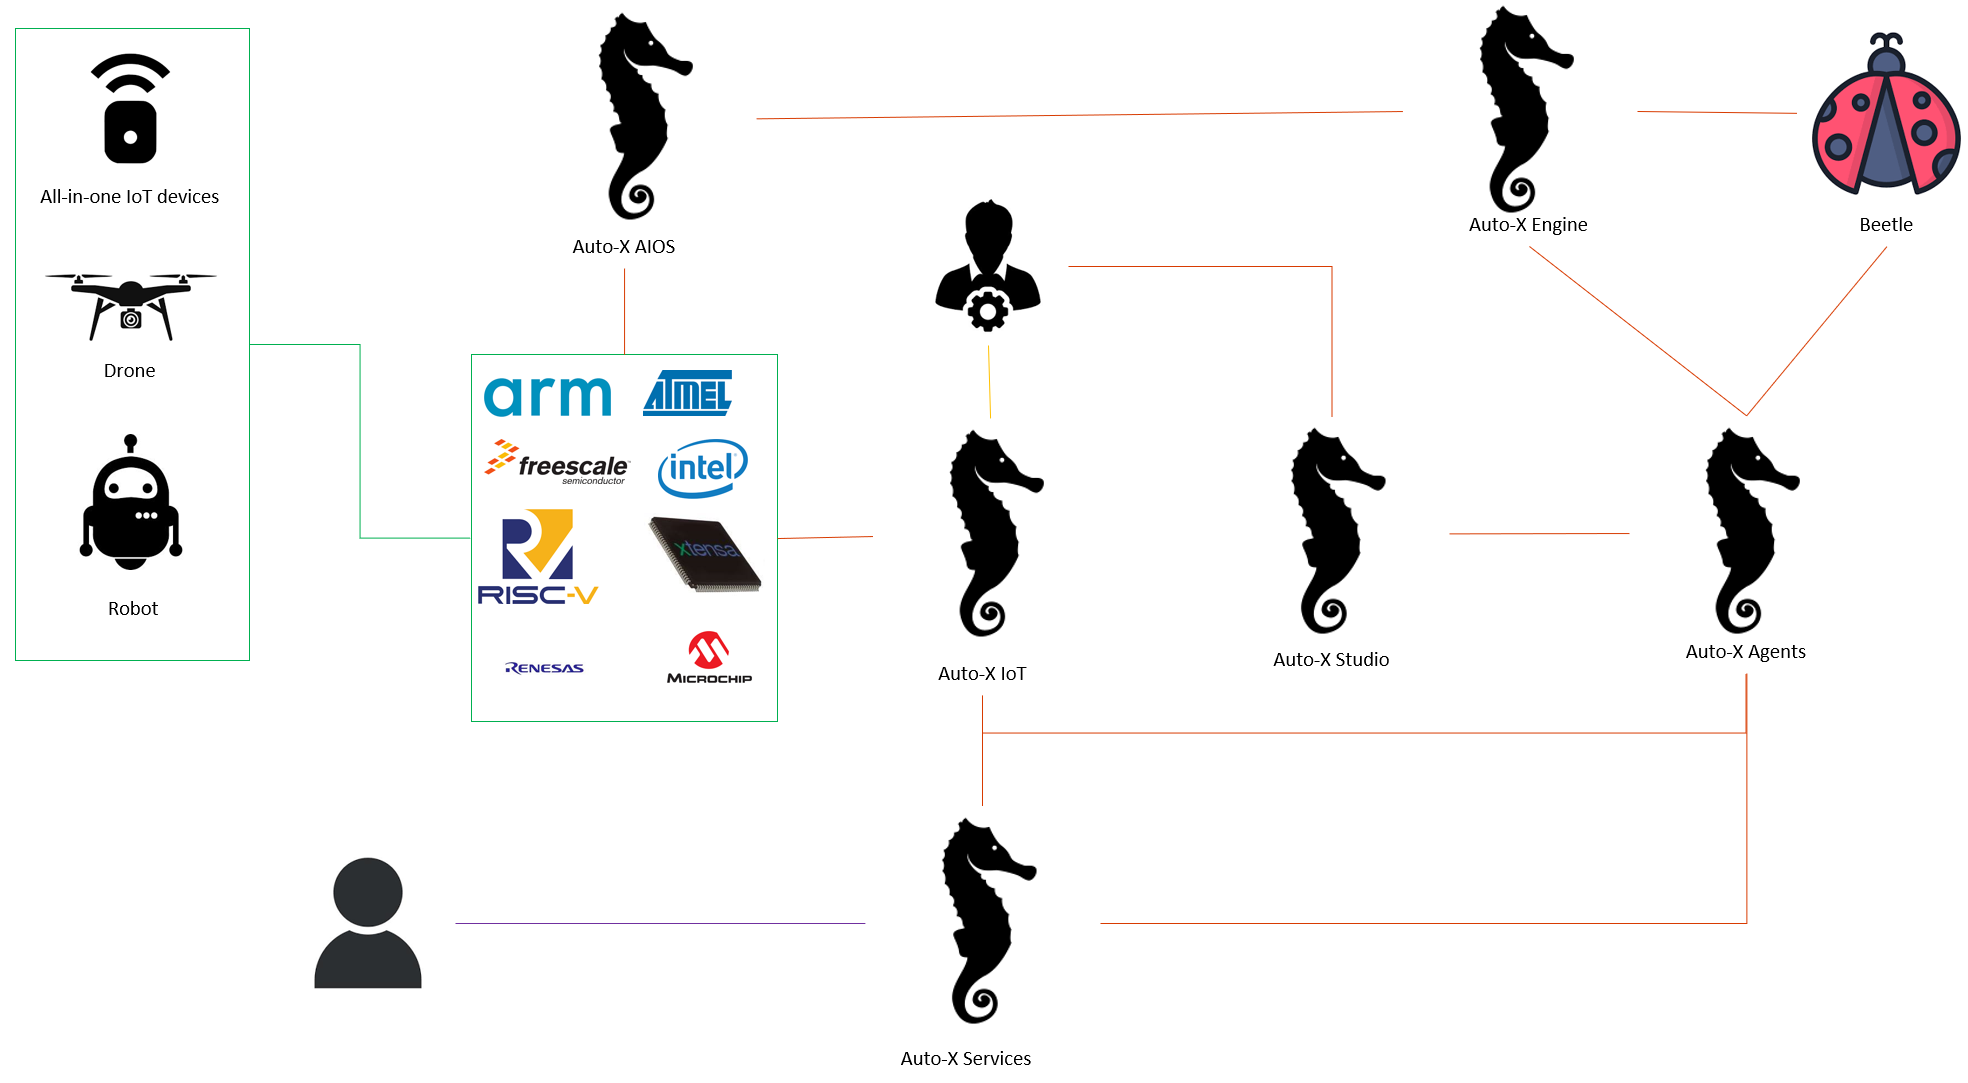 All-in-one IoT devices
Drone
Robot
Auto-X AIOS
Auto-X Engine
Beetle
arm
ATMEL
freescale
semiconductor
intel
RISC-V
xtensa
RENESAS
MICROCHIP
Auto-X IoT
Auto-X Studio
Auto-X Agents
Auto-X Services